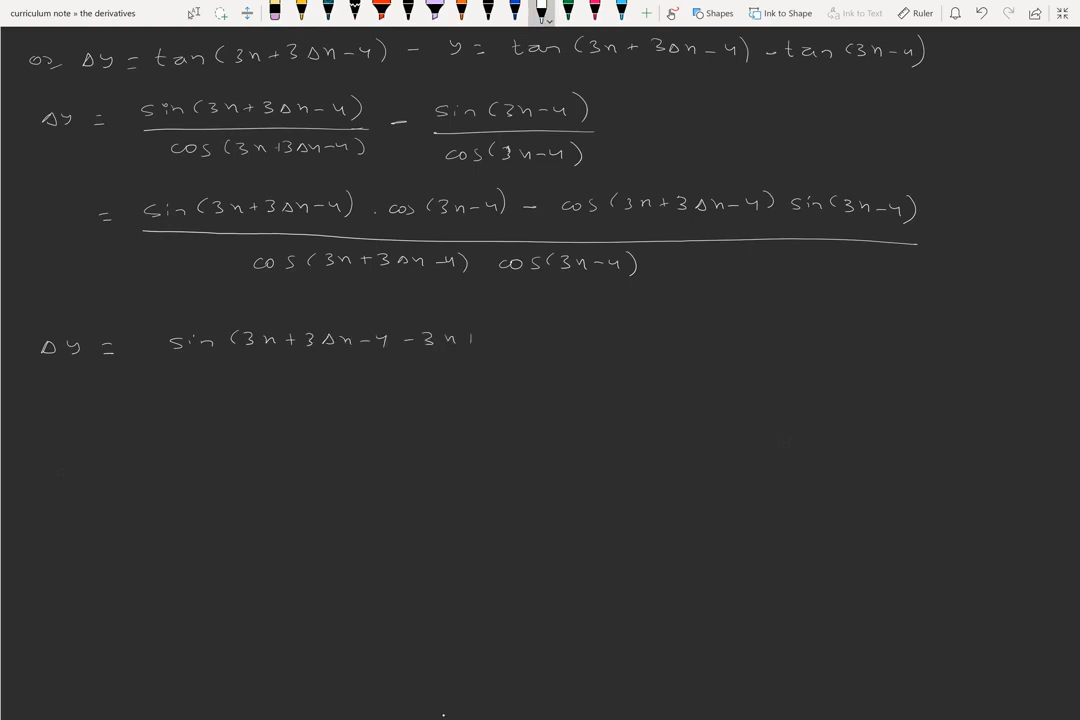 curriculum note » the derivatives
Shapes Ink to Shape Ink to Text Ruler
or Δy = tan(3x+3Δx-4) - y = tan(3x+3Δx-4) - tan(3x-4)
Δy = sin(3x+3Δx-4) / cos(3x+3Δx-4) - sin(3x-4) / cos(3x-4)
= sin(3x+3Δx-4) . cos(3x-4) - cos(3x+3Δx-4) sin(3x-4)
cos(3x+3Δx-4) cos(3x-4)
Δy = sin(3x+3Δx-4-3x